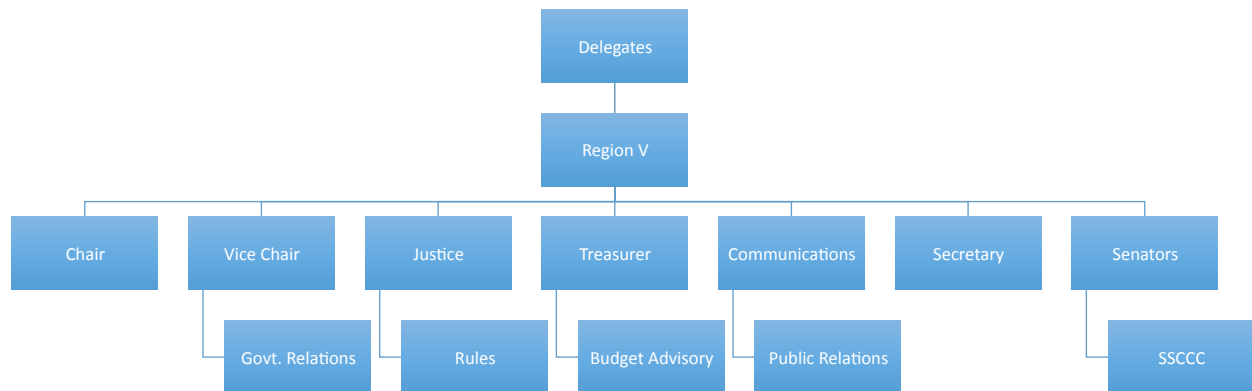 Delegates
Region V
Chair
Vice Chair
Justice
Treasurer
Communications
Secretary
Senators
Govt. Relations
Rules
Budget Advisory
Public Relations
SSCCC